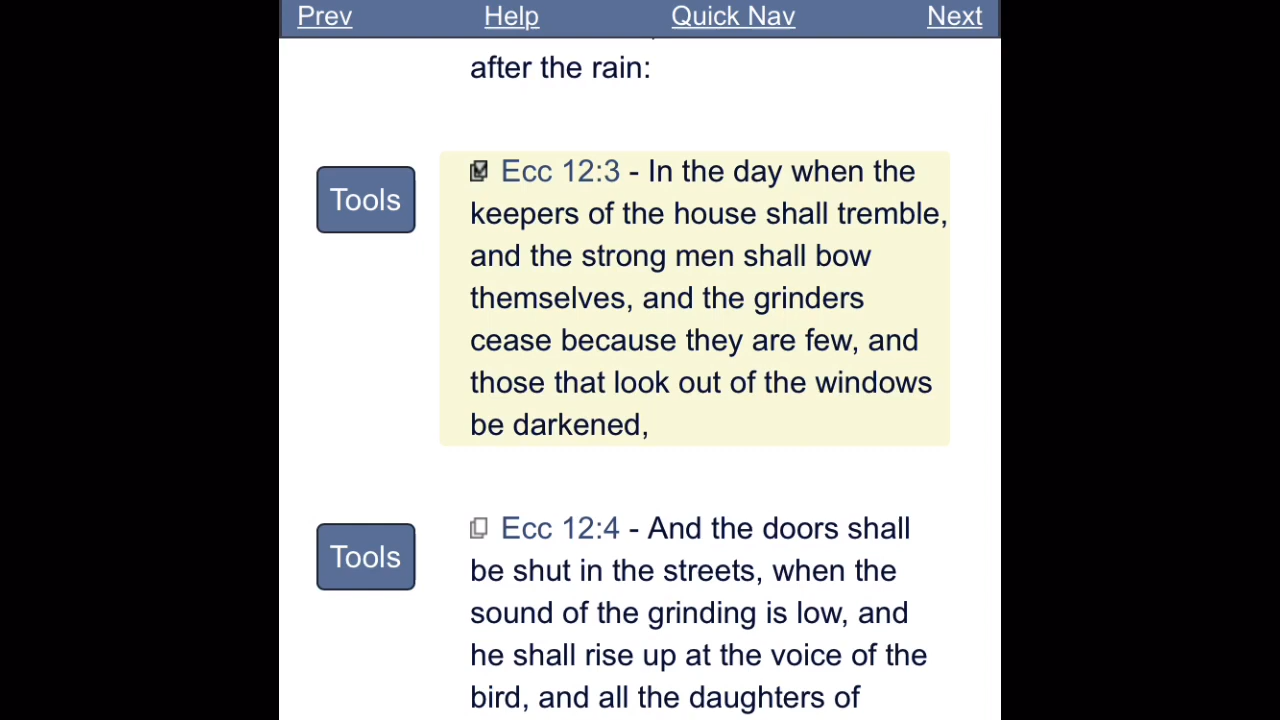 Prev Help Quick Nav Next
after the rain:
Tools
Ecc 12:3 - In the day when the
keepers of the house shall tremble,
and the strong men shall bow
themselves, and the grinders
cease because they are few, and
those that look out of the windows
be darkened,
Tools
Ecc 12:4 - And the doors shall
be shut in the streets, when the
sound of the grinding is low, and
he shall rise up at the voice of the
bird, and all the daughters of